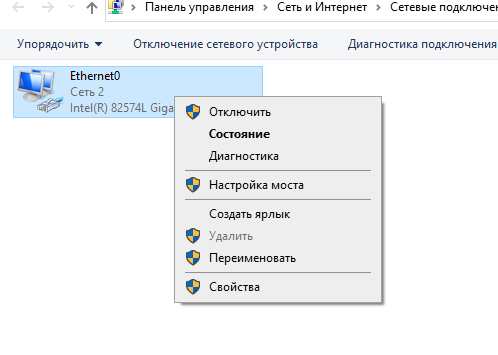 Панель управления › Сеть и Интернет › Сетевые подключен
Упорядочить Отключение сетевого устройства Диагностика подключения
Ethernet0
Сеть 2
Intel(R) 82574L Giga
Отключить
Состояние
Диагностика
Настройка моста
Создать ярлык
Удалить
Переименовать
Свойства